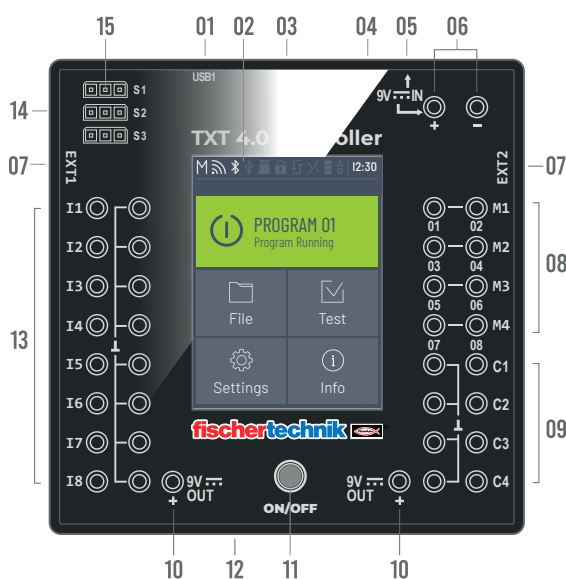 15
01
02
03
04
05
06
USB1
S1
S2
S3
9V IN
+
-
14
TXT 4.0 Controller
07
EXT1
EXT2
07
M
12:30
PROGRAM 01
Program Running
File
Test
Settings
Info
I1
I2
I3
I4
I5
I6
I7
I8
13
M1
01 02
M2
03 04
M3
05 06
M4
07 08
08
C1
C2
C3
C4
09
fischertechnik
9V OUT
+
9V OUT
+
ON/OFF
10
12
11
10